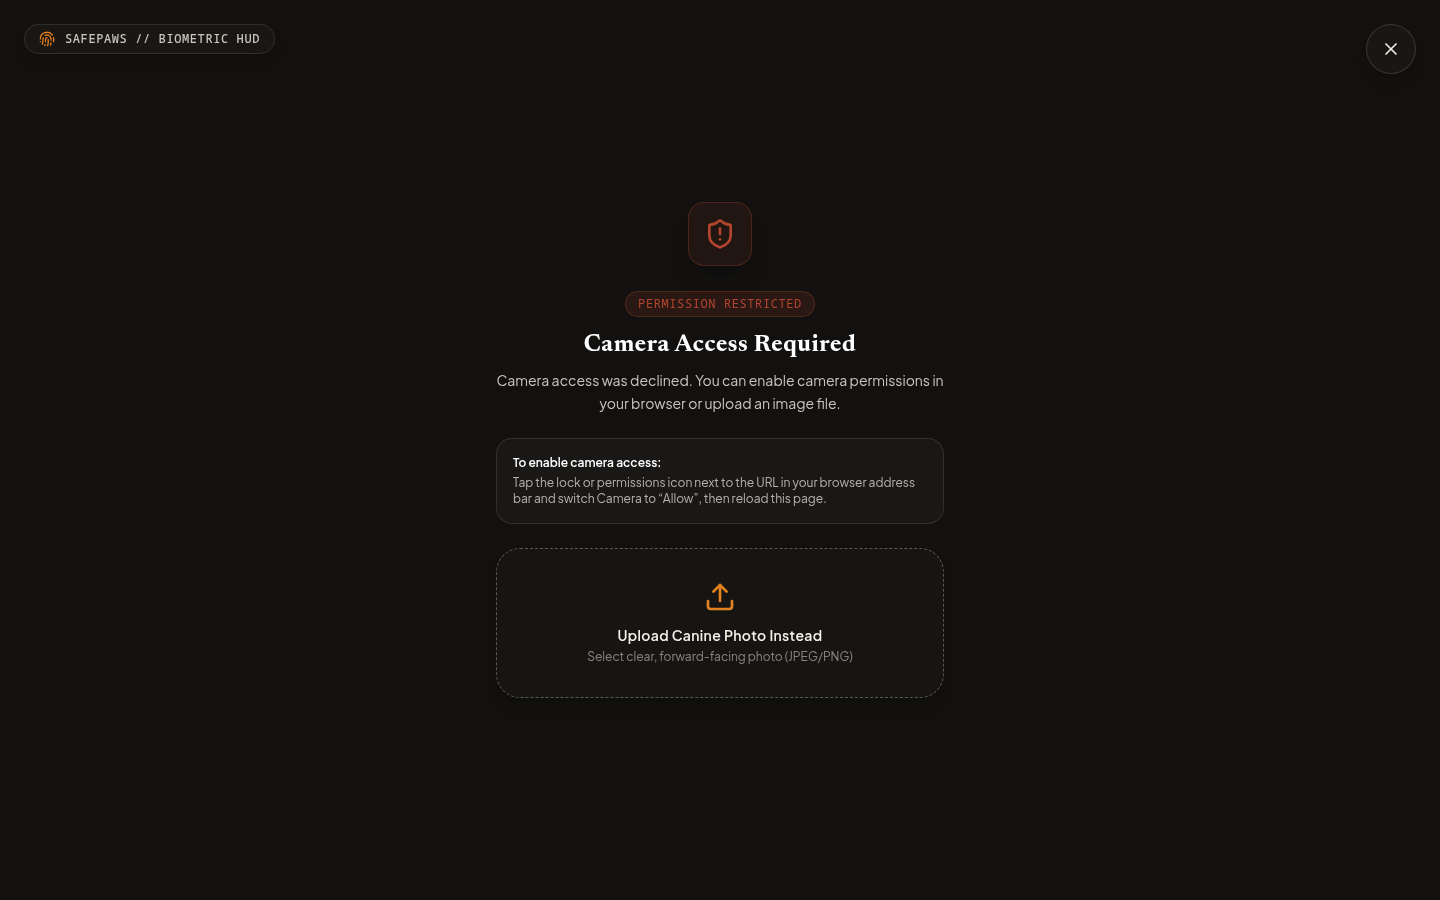 SAFEPAWS // BIOMETRIC HUD
PERMISSION RESTRICTED
Camera Access Required
Camera access was declined. You can enable camera permissions in
your browser or upload an image file.
To enable camera access:
Tap the lock or permissions icon next to the URL in your browser address
bar and switch Camera to “Allow”, then reload this page.
Upload Canine Photo Instead
Select clear, forward-facing photo (JPEG/PNG)